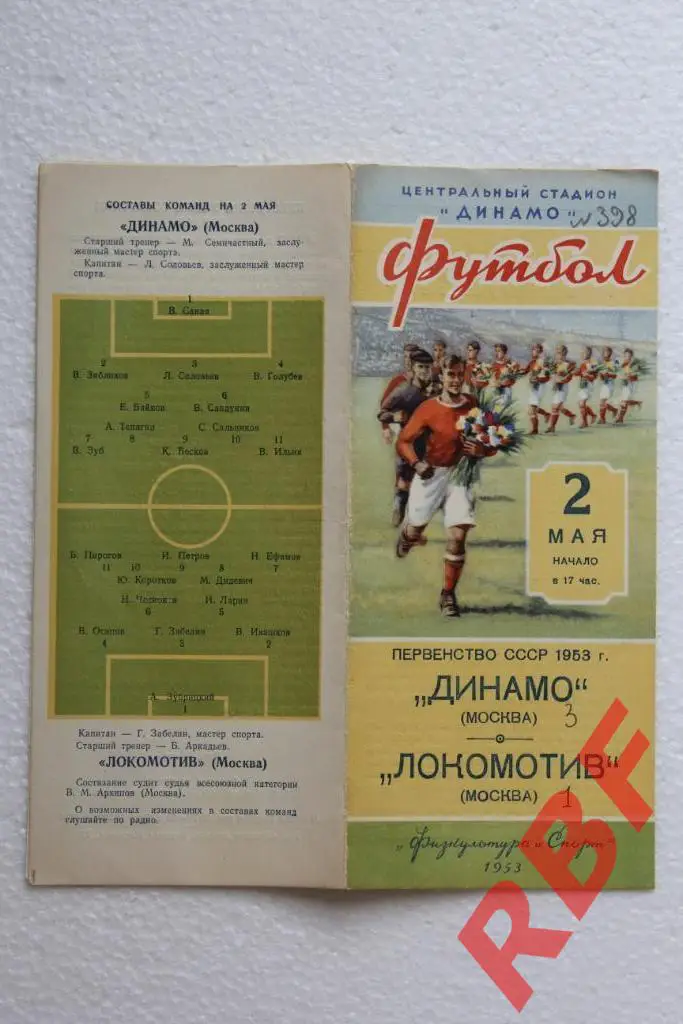 СОСТАВЫ КОМАНД НА 2 МАЯ
«ДИНАМО» (Москва)
Старший тренер — М. Семичастный, заслу-
женный мастер спорта.
Капитан — Л. Соловьев, заслуженный мастер
спорта.
1
В. Саная
2 3 4
В. Зябликов Л. Соловьев В. Голубев
5 6
Е. Байков В. Савдунин
А. Тенягин С. Сальников
7 8 9 10 11
В. Зуб К. Бесков В. Ильин
Б. Пирогов И. Петров Н. Ефимов
11 10 9 8 7
Ю. Коротков М. Дидевич
И. Ларин
6 5
В. Осипов Г. Забелин В. Ивашков
4 3 2
А. Зубрицкий
1
Капитан — Г. Забелин, мастер спорта.
Старший тренер — Б. Аркадьев.
«ЛОКОМОТИВ» (Москва)
Состязание судит судья всесоюзной категории
В. М. Архипов (Москва).
О возможных изменениях в составах команд
слушайте по радио.
ЦЕНТРАЛЬНЫЙ СТАДИОН
"ДИНАМО"
№398
Футбол
2
МАЯ
НАЧАЛО
в 17 час.
ПЕРВЕНСТВО СССР 1953 г.
„ДИНАМО“
(МОСКВА) 3
„ЛОКОМОТИВ“
(МОСКВА) 1
„Физкультура и Спорт“
1953
RBF